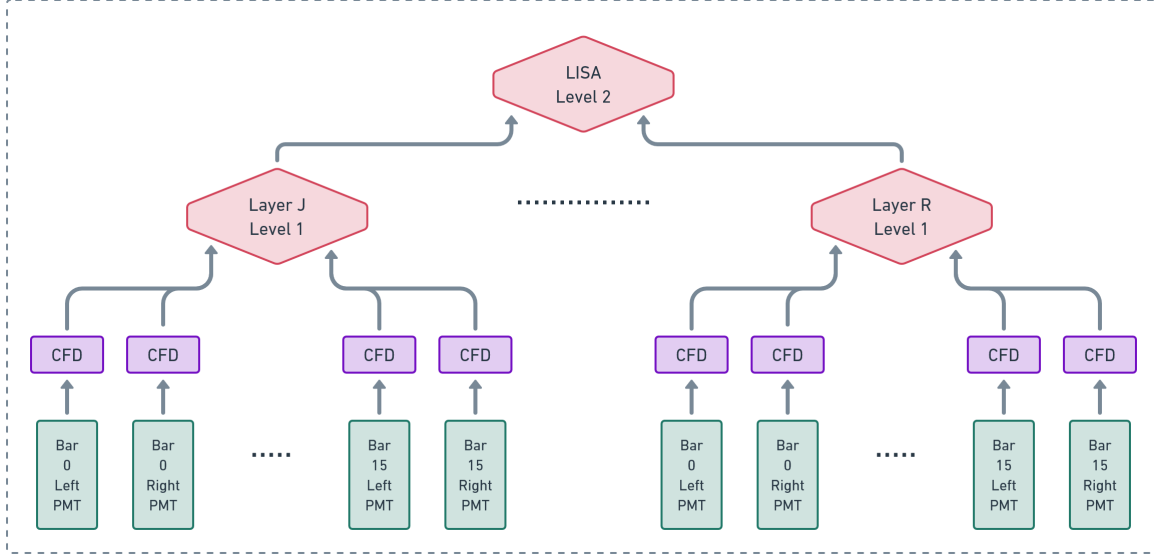 LISA
Level 2
Layer J
Level 1
Layer R
Level 1
CFD
CFD
CFD
CFD
CFD
CFD
CFD
CFD
Bar
0
Left
PMT
Bar
0
Right
PMT
Bar
15
Left
PMT
Bar
15
Right
PMT
Bar
0
Left
PMT
Bar
0
Right
PMT
Bar
15
Left
PMT
Bar
15
Right
PMT